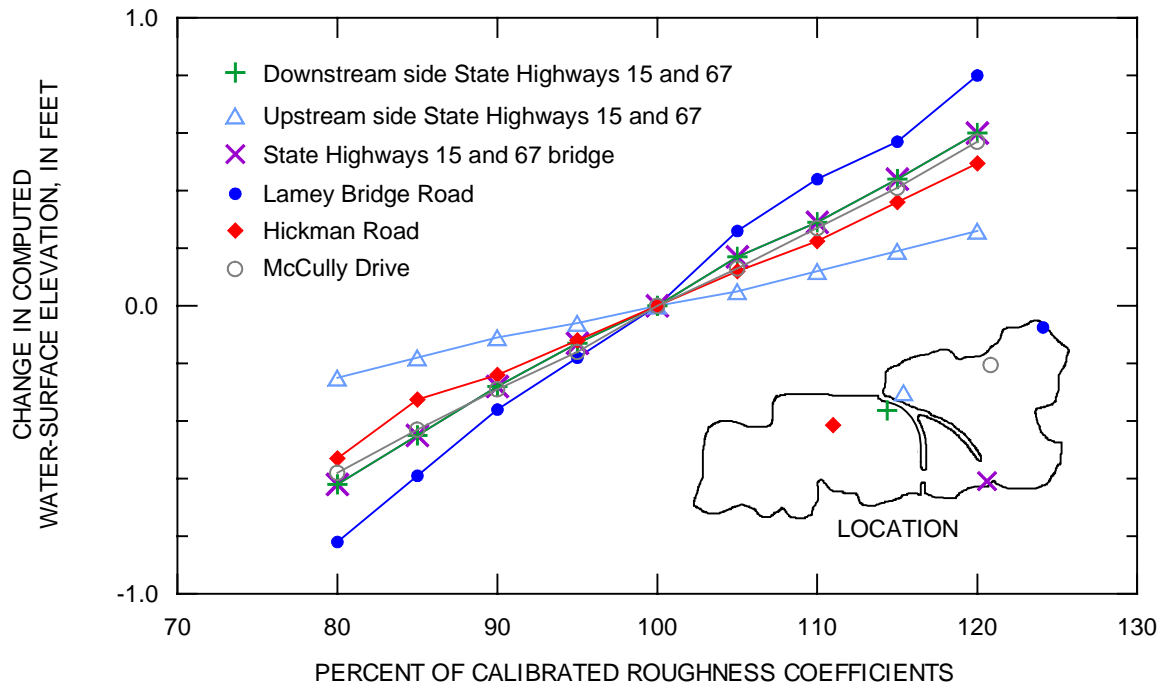 1.0
0.0
-1.0
CHANGE IN COMPUTED
WATER-SURFACE ELEVATION, IN FEET
Downstream side State Highways 15 and 67
Upstream side State Highways 15 and 67
State Highways 15 and 67 bridge
Lamey Bridge Road
Hickman Road
McCully Drive
LOCATION
70 80 90 100 110 120 130
PERCENT OF CALIBRATED ROUGHNESS COEFFICIENTS